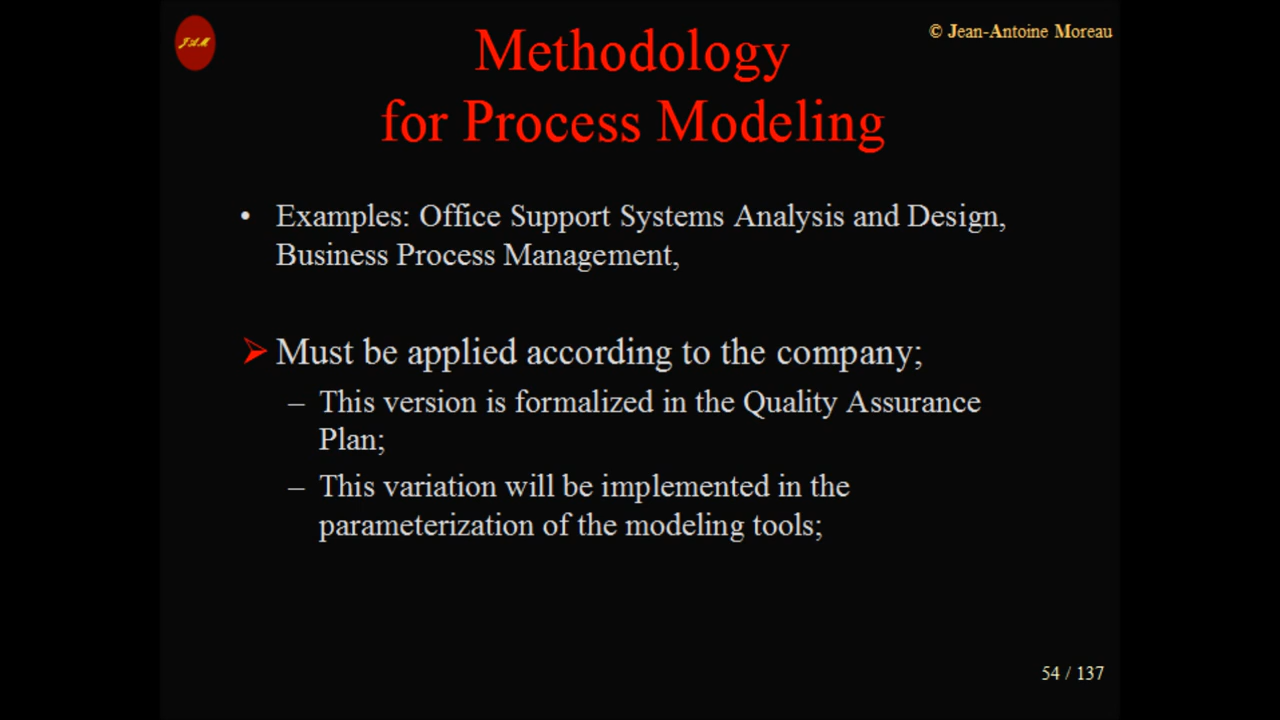 J.A.M
© Jean-Antoine Moreau
Methodology
for Process Modeling
• Examples: Office Support Systems Analysis and Design,
Business Process Management,
➢ Must be applied according to the company;
– This version is formalized in the Quality Assurance
Plan;
– This variation will be implemented in the
parameterization of the modeling tools;
54 / 137